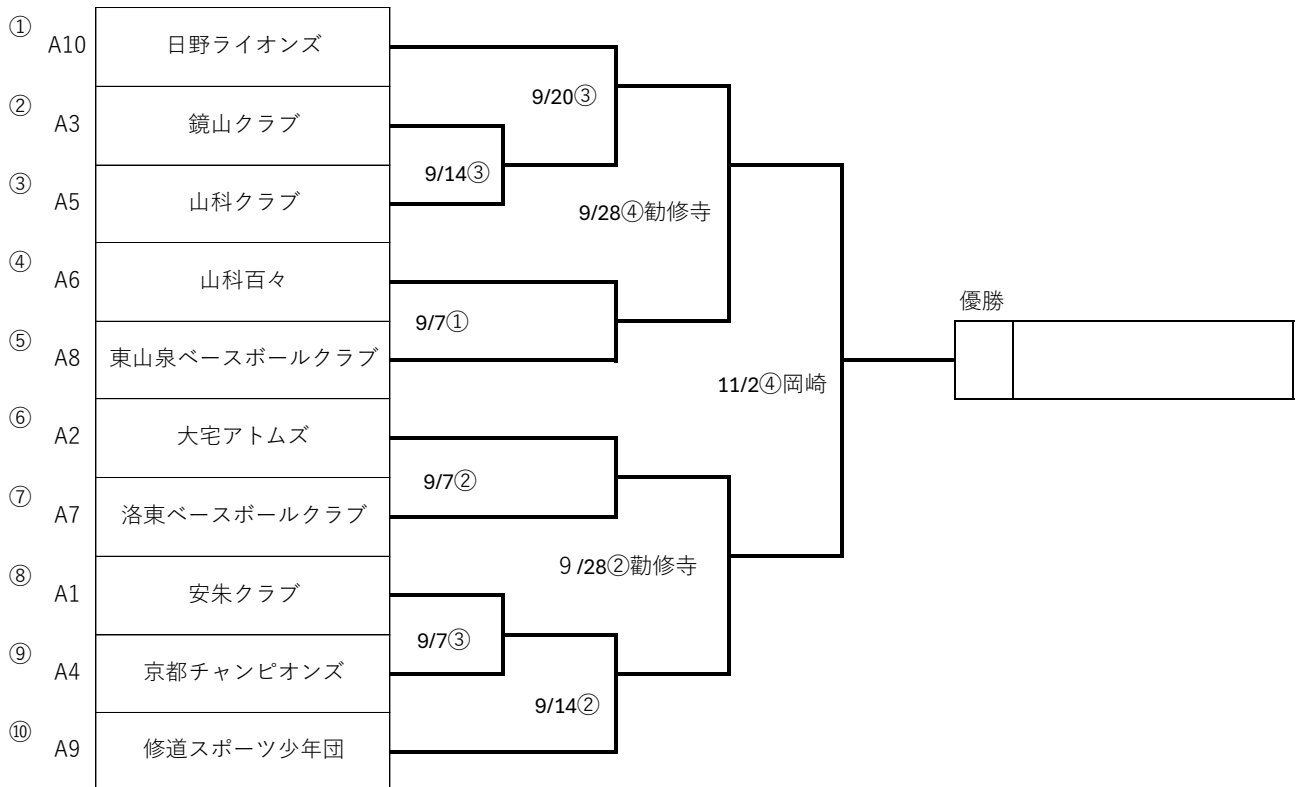 ① A10 日野ライオンズ
9/20③
② A3 鏡山クラブ
9/14③
③ A5 山科クラブ
9/28④勧修寺
④ A6 山科百々
優勝
9/7①
⑤ A8 東山泉ベースボールクラブ
11/2④岡崎
⑥ A2 大宅アトムズ
9/7②
⑦ A7 洛東ベースボールクラブ
９/28②勧修寺
⑧ A1 安朱クラブ
9/7③
⑨ A4 京都チャンピオンズ
9/14②
⑩ A9 修道スポーツ少年団